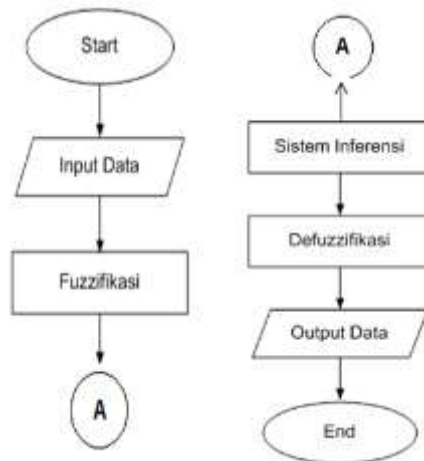 Start
Input Data
Fuzzifikasi
A
A
Sistem Inferensi
Defuzzifikasi
Output Data
End